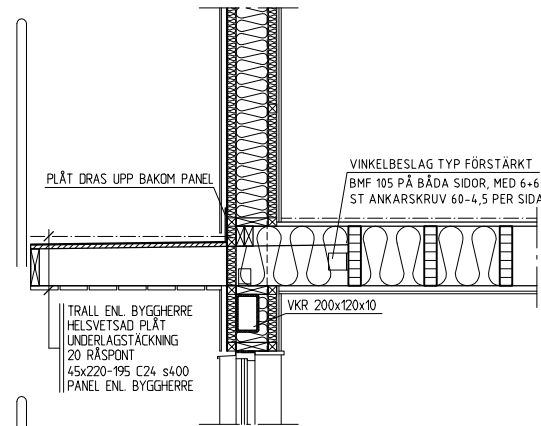 PLÅT DRAS UPP BAKOM PANEL
VINKELBESLAG TYP FÖRSTÄRKT
BMF 105 PÅ BÅDA SIDOR, MED 6+6
ST ANKARSKRUV 60-4,5 PER SIDA
VKR 200x120x10
TRALL ENL. BYGGHERRE
HELSVETSAD PLÅT
UNDERLAGSTÄCKNING
20 RÅSPONT
45x220-195 C24 s400
PANEL ENL. BYGGHERRE